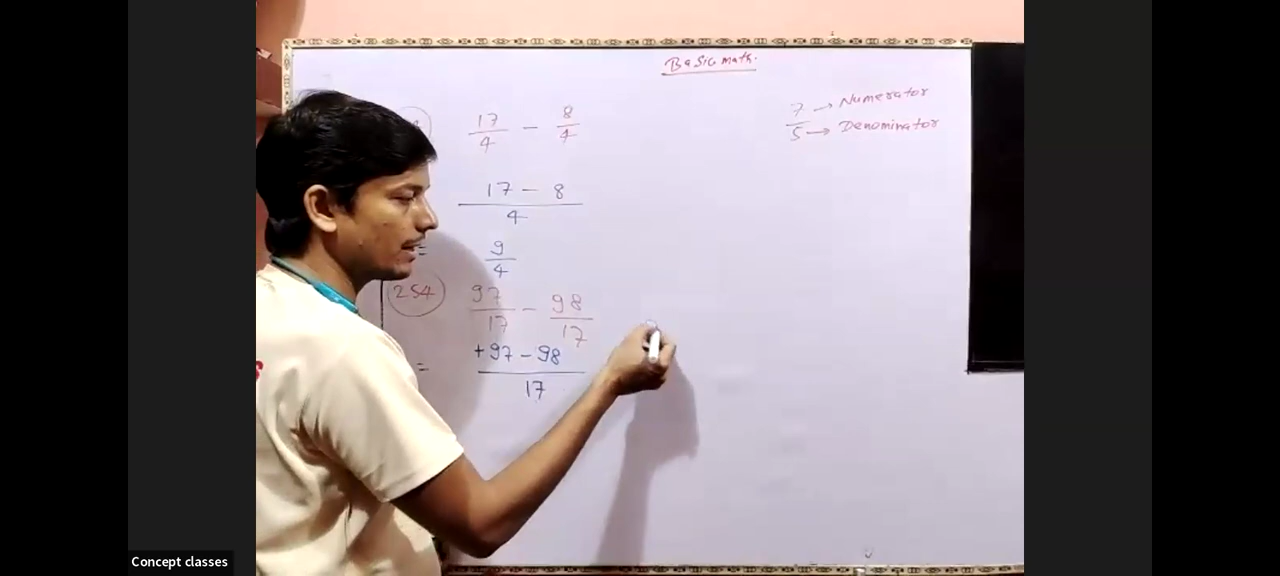 Basic math.
7 → Numerator
5 → Denominator
17/4 - 8/4
17 - 8
4
= 9/4
254 97/17 - 98/17
= +97 - 98
17
Concept classes